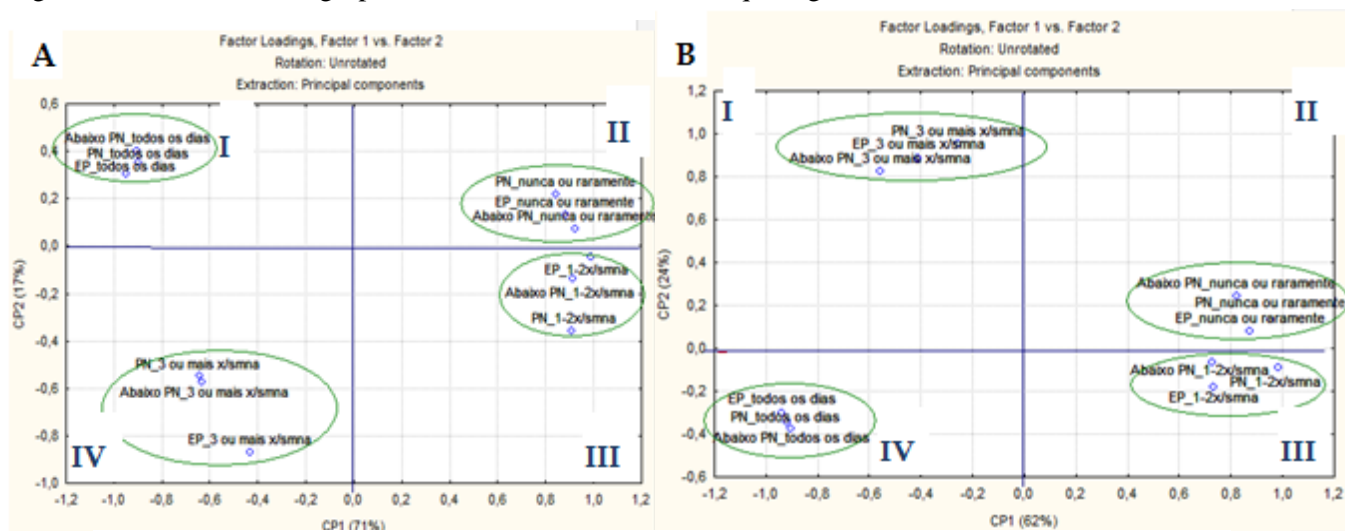 A
Factor Loadings, Factor 1 vs. Factor 2
Rotation: Unrotated
Extraction: Principal components
0,6
0,4
0,2
0,0
-0,2
-0,4
-0,6
-0,8
-1,0
CP2 (17%)
I
II
Abaixo PN_todos os dias
PN_todos os dias
EP_todos os dias
PN_nunca ou raramente
EP_nunca ou raramente
Abaixo PN_nunca ou raramente
EP_1-2x/smna
Abaixo PN_1-2x/smna
PN_1-2x/smna
PN_3 ou mais x/smna
Abaixo PN_3 ou mais x/smna
EP_3 ou mais x/smna
IV
III
-1,2 -1,0 -0,8 -0,6 -0,4 -0,2 0,0 0,2 0,4 0,6 0,8 1,0 1,2
CP1 (71%)
B
Factor Loadings, Factor 1 vs. Factor 2
Rotation: Unrotated
Extraction: Principal components
1,2
1,0
0,8
0,6
0,4
0,2
0,0
-0,2
-0,4
-0,6
CP2 (24%)
I
II
PN_3 ou mais x/smna
EP_3 ou mais x/smna
Abaixo PN_3 ou mais x/smna
Abaixo PN_nunca ou raramente
PN_nunca ou raramente
EP_nunca ou raramente
Abaixo PN_1-2x/smna
PN_1-2x/smna
EP_1-2x/smna
EP_todos os dias
PN_todos os dias
Abaixo PN_todos os dias
IV
III
-1,2 -1,0 -0,8 -0,6 -0,4 -0,2 0,0 0,2 0,4 0,6 0,8 1,0 1,2
CP1 (62%)